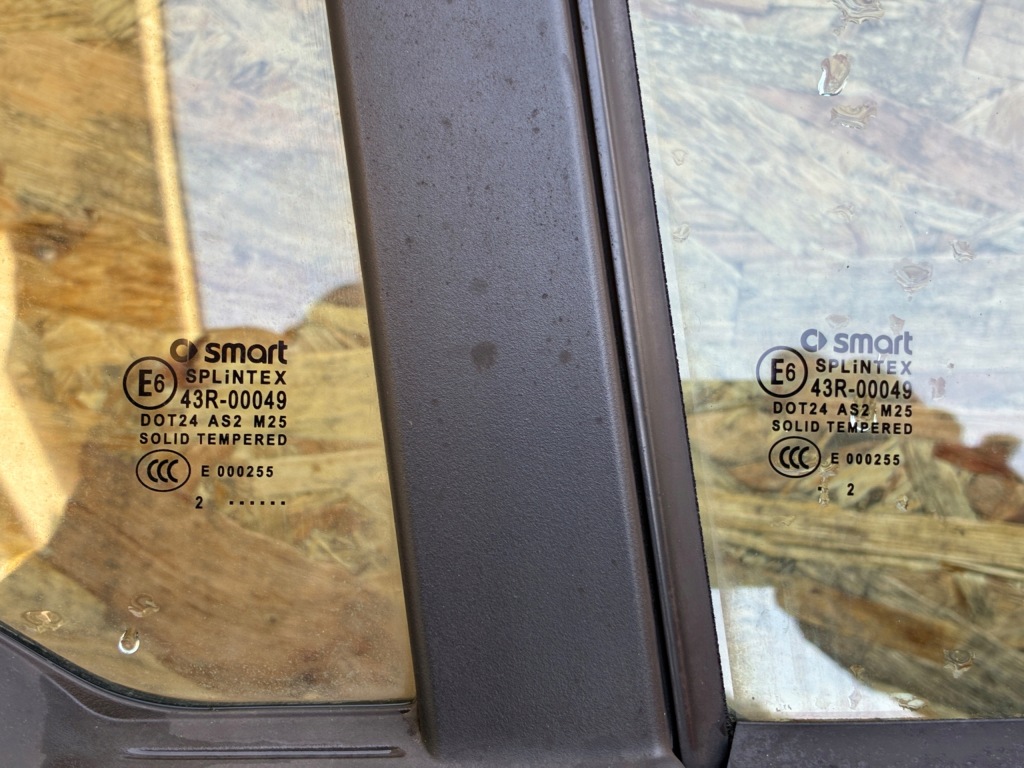 smart
SPLiNTEX
E6 43R-00049
DOT24 AS2 M25
SOLID TEMPERED
CCC E 000255
2 ······
smart
SPLiNTEX
E6 43R-00049
DOT24 AS2 M25
SOLID TEMPERED
CCC E 000255
· 2